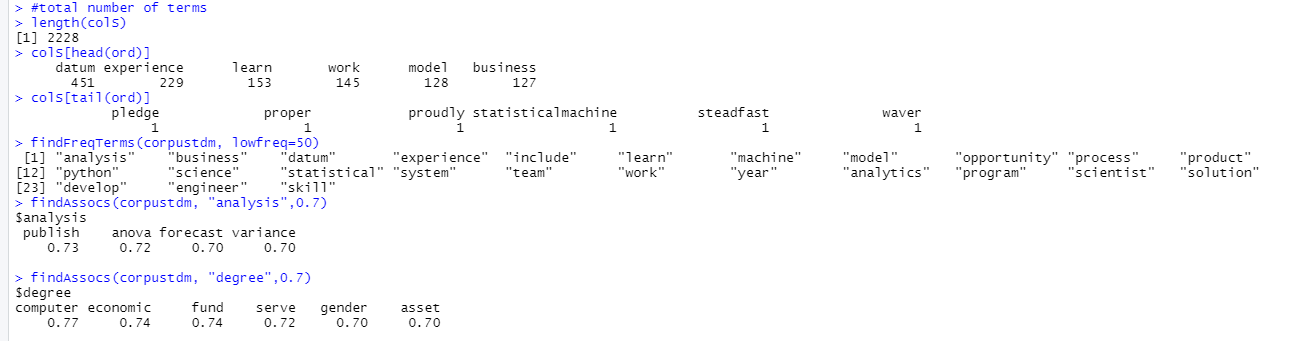 > #total number of terms
> length(cols)
[1] 2228
> cols[head(ord)]
datum experience learn work model business
451 229 153 145 128 127
> cols[tail(ord)]
pledge proper proudly statisticalmachine steadfast waver
1 1 1 1 1 1
> findFreqTerms(corpustdm, lowfreq=50)
[1] "analysis" "business" "datum" "experience" "include" "learn" "machine" "model" "opportunity" "process" "product"
[12] "python" "science" "statistical" "system" "team" "work" "year" "analytics" "program" "scientist" "solution"
[23] "develop" "engineer" "skill"
> findAssocs(corpustdm, "analysis",0.7)
$analysis
publish anova forecast variance
0.73 0.72 0.70 0.70
> findAssocs(corpustdm, "degree",0.7)
$degree
computer economic fund serve gender asset
0.77 0.74 0.74 0.72 0.70 0.70